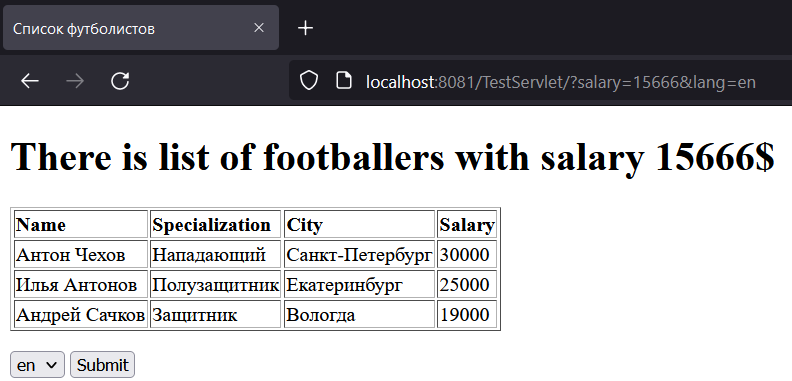 Список футболистов
localhost:8081/TestServlet/?salary=15666&lang=en
There is list of footballers with salary 15666$
Name Specialization City Salary
Антон Чехов Нападающий Санкт-Петербург 30000
Илья Антонов Полузащитник Екатеринбург 25000
Андрей Сачков Защитник Вологда 19000
en Submit